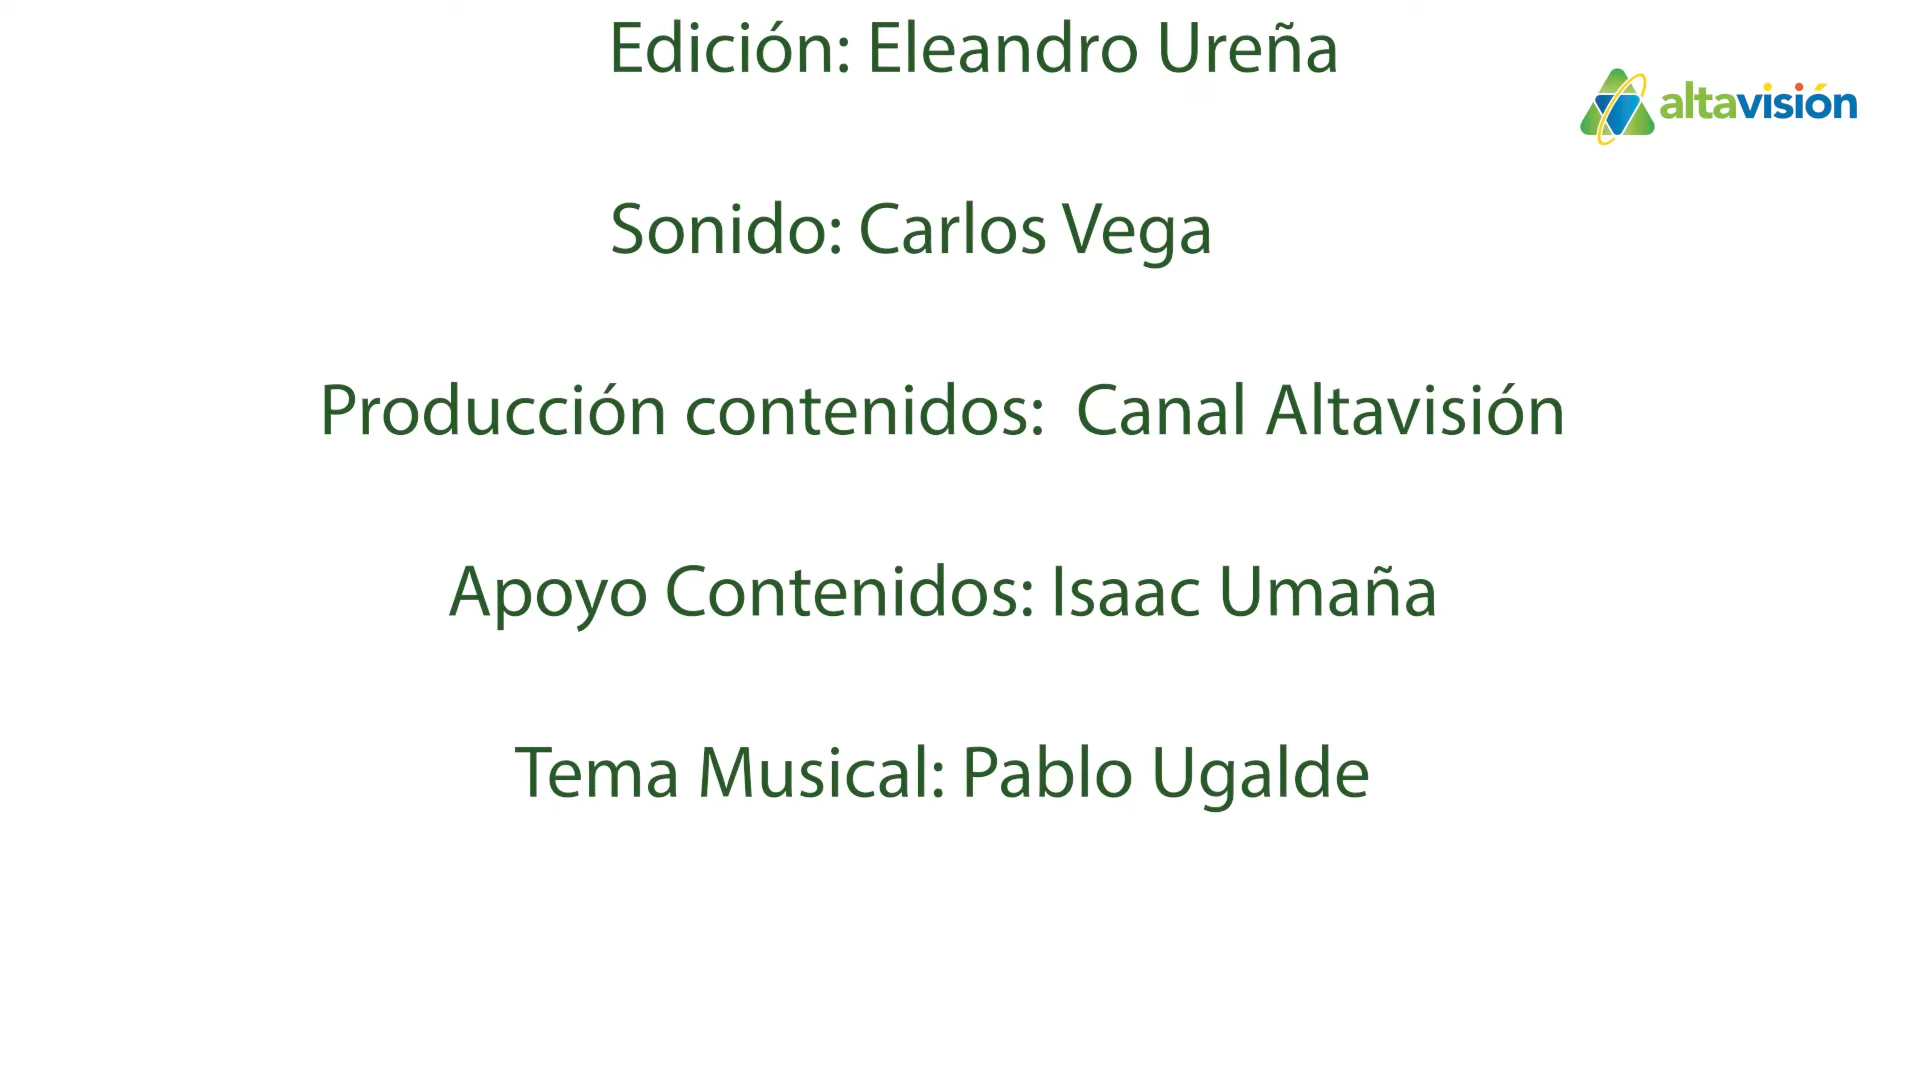 Edición: Eleandro Ureña
altavisión
Sonido: Carlos Vega
Producción contenidos: Canal Altavisión
Apoyo Contenidos: Isaac Umaña
Tema Musical: Pablo Ugalde